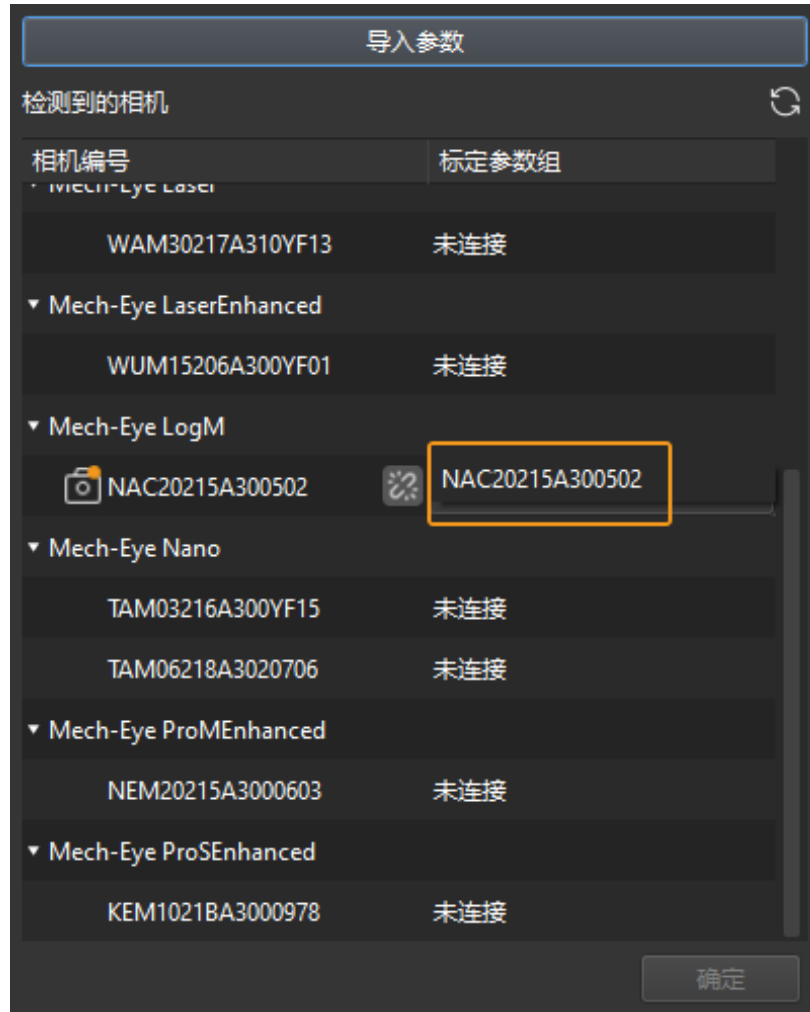 导入参数
检测到的相机
相机编号 标定参数组
Mech-Eye Laser
WAM30217A310YF13 未连接
Mech-Eye LaserEnhanced
WUM15206A300YF01 未连接
Mech-Eye LogM
NAC20215A300502 NAC20215A300502
Mech-Eye Nano
TAM03216A300YF15 未连接
TAM06218A3020706 未连接
Mech-Eye ProMEnhanced
NEM20215A3000603 未连接
Mech-Eye ProSEnhanced
KEM1021BA3000978 未连接
确定